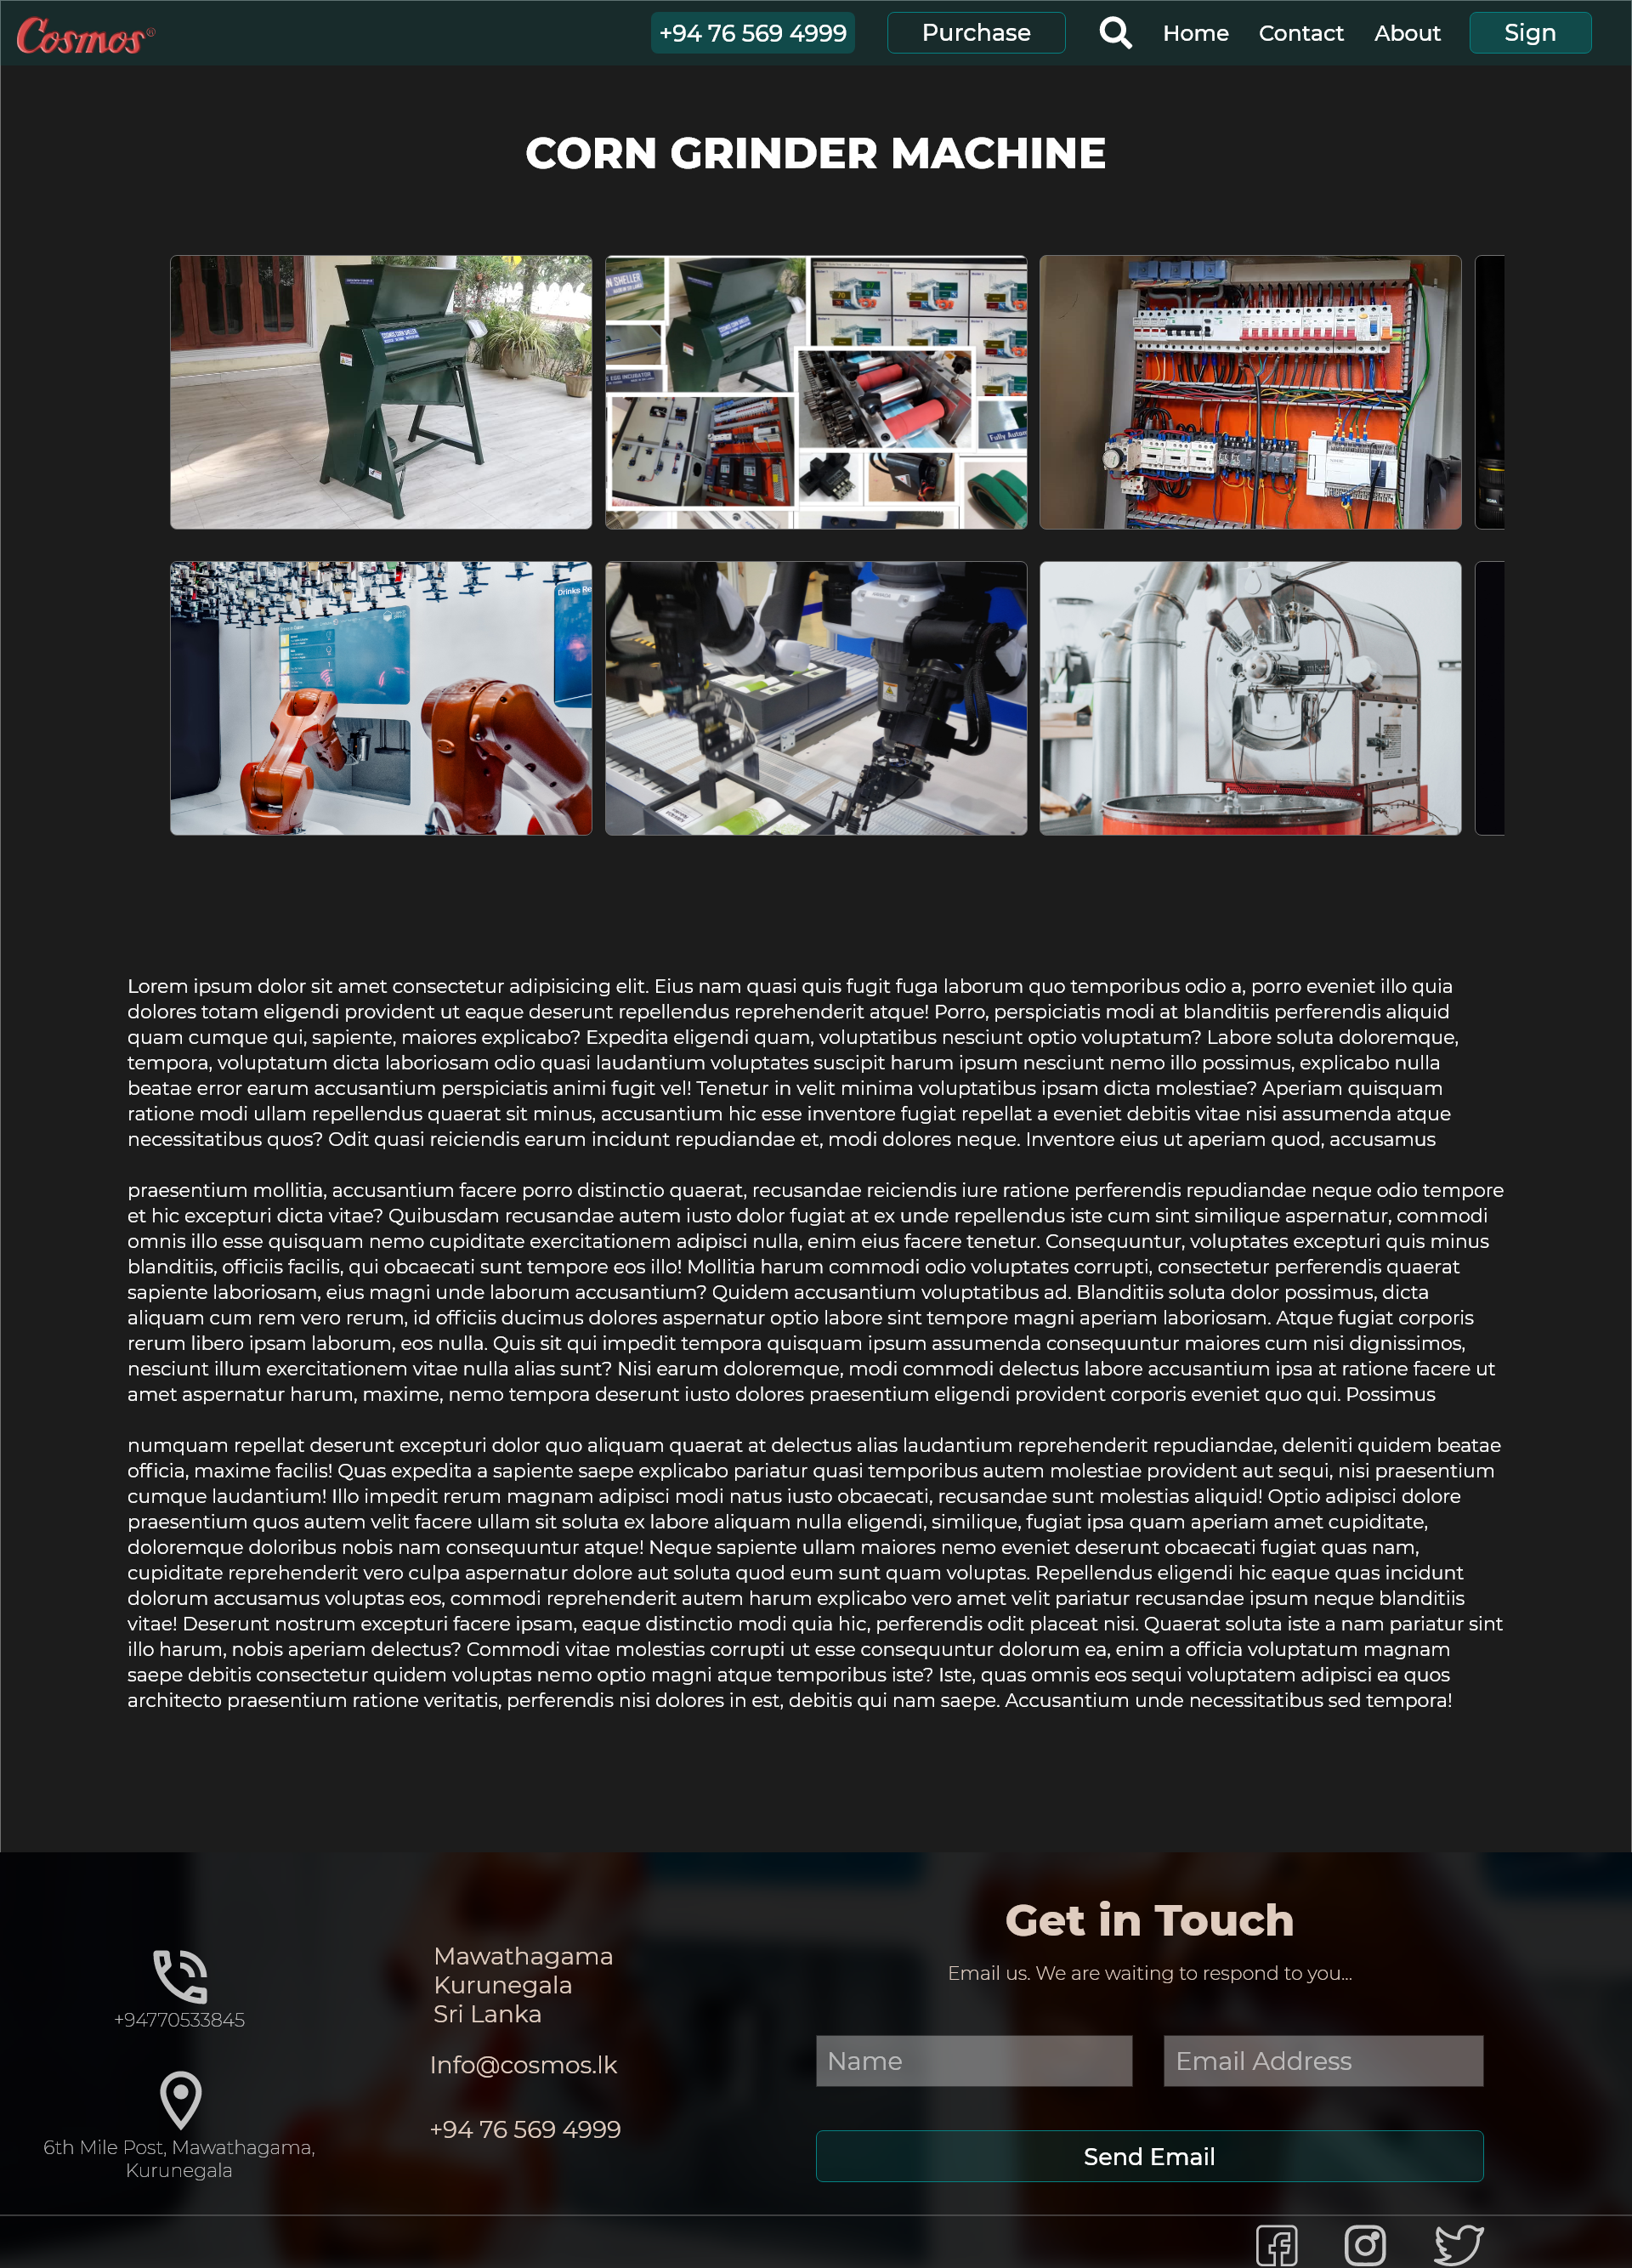 Cosmos®
+94 76 569 4999
Purchase
Home
Contact
About
Sign
CORN GRINDER MACHINE
COSMOS CORN SHELLER
SHELLER
EGG INCUBATOR
Fully Autom
Drinks Re
Lorem ipsum dolor sit amet consectetur adipisicing elit. Eius nam quasi quis fugit fuga laborum quo temporibus odio a, porro eveniet illo quia
dolores totam eligendi provident ut eaque deserunt repellendus reprehenderit atque! Porro, perspiciatis modi at blanditiis perferendis aliquid
quam cumque qui, sapiente, maiores explicabo? Expedita eligendi quam, voluptatibus nesciunt optio voluptatum? Labore soluta doloremque,
tempora, voluptatum dicta laboriosam odio quasi laudantium voluptates suscipit harum ipsum nesciunt nemo illo possimus, explicabo nulla
beatae error earum accusantium perspiciatis animi fugit vel! Tenetur in velit minima voluptatibus ipsam dicta molestiae? Aperiam quisquam
ratione modi ullam repellendus quaerat sit minus, accusantium hic esse inventore fugiat repellat a eveniet debitis vitae nisi assumenda atque
necessitatibus quos? Odit quasi reiciendis earum incidunt repudiandae et, modi dolores neque. Inventore eius ut aperiam quod, accusamus
praesentium mollitia, accusantium facere porro distinctio quaerat, recusandae reiciendis iure ratione perferendis repudiandae neque odio tempore
et hic excepturi dicta vitae? Quibusdam recusandae autem iusto dolor fugiat at ex unde repellendus iste cum sint similique aspernatur, commodi
omnis illo esse quisquam nemo cupiditate exercitationem adipisci nulla, enim eius facere tenetur. Consequuntur, voluptates excepturi quis minus
blanditiis, officiis facilis, qui obcaecati sunt tempore eos illo! Mollitia harum commodi odio voluptates corrupti, consectetur perferendis quaerat
sapiente laboriosam, eius magni unde laborum accusantium? Quidem accusantium voluptatibus ad. Blanditiis soluta dolor possimus, dicta
aliquam cum rem vero rerum, id officiis ducimus dolores aspernatur optio labore sint tempore magni aperiam laboriosam. Atque fugiat corporis
rerum libero ipsam laborum, eos nulla. Quis sit qui impedit tempora quisquam ipsum assumenda consequuntur maiores cum nisi dignissimos,
nesciunt illum exercitationem vitae nulla alias sunt? Nisi earum doloremque, modi commodi delectus labore accusantium ipsa at ratione facere ut
amet aspernatur harum, maxime, nemo tempora deserunt iusto dolores praesentium eligendi provident corporis eveniet quo qui. Possimus
numquam repellat deserunt excepturi dolor quo aliquam quaerat at delectus alias laudantium reprehenderit repudiandae, deleniti quidem beatae
officia, maxime facilis! Quas expedita a sapiente saepe explicabo pariatur quasi temporibus autem molestiae provident aut sequi, nisi praesentium
cumque laudantium! Illo impedit rerum magnam adipisci modi natus iusto obcaecati, recusandae sunt molestias aliquid! Optio adipisci dolore
praesentium quos autem velit facere ullam sit soluta ex labore aliquam nulla eligendi, similique, fugiat ipsa quam aperiam amet cupiditate,
doloremque doloribus nobis nam consequuntur atque! Neque sapiente ullam maiores nemo eveniet deserunt obcaecati fugiat quas nam,
cupiditate reprehenderit vero culpa aspernatur dolore aut soluta quod eum sunt quam voluptas. Repellendus eligendi hic eaque quas incidunt
dolorum accusamus voluptas eos, commodi reprehenderit autem harum explicabo vero amet velit pariatur recusandae ipsum neque blanditiis
vitae! Deserunt nostrum excepturi facere ipsam, eaque distinctio modi quia hic, perferendis odit placeat nisi. Quaerat soluta iste a nam pariatur sint
illo harum, nobis aperiam delectus? Commodi vitae molestias corrupti ut esse consequuntur dolorum ea, enim a officia voluptatum magnam
saepe debitis consectetur quidem voluptas nemo optio magni atque temporibus iste? Iste, quas omnis eos sequi voluptatem adipisci ea quos
architecto praesentium ratione veritatis, perferendis nisi dolores in est, debitis qui nam saepe. Accusantium unde necessitatibus sed tempora!
+94770533845
6th Mile Post, Mawathagama,
Kurunegala
Mawathagama
Kurunegala
Sri Lanka
Info@cosmos.lk
+94 76 569 4999
Get in Touch
Email us. We are waiting to respond to you...
Name
Email Address
Send Email